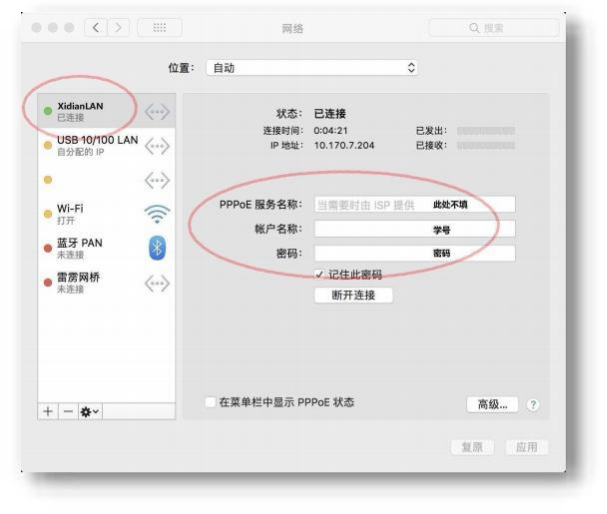 网络
搜索
位置： 自动
XidianLAN
已连接
USB 10/100 LAN
自分配的 IP
Wi-Fi
打开
蓝牙 PAN
未连接
雷雳网桥
未连接
状态： 已连接
连接时间： 0:04:21 已发出：
IP 地址： 10.170.7.204 已接收：
PPPoE 服务名称： 当需要时由 ISP 提供 此处不填
帐户名称： 学号
密码： 密码
记住此密码
断开连接
在菜单栏中显示 PPPoE 状态
高级... ?
复原 应用